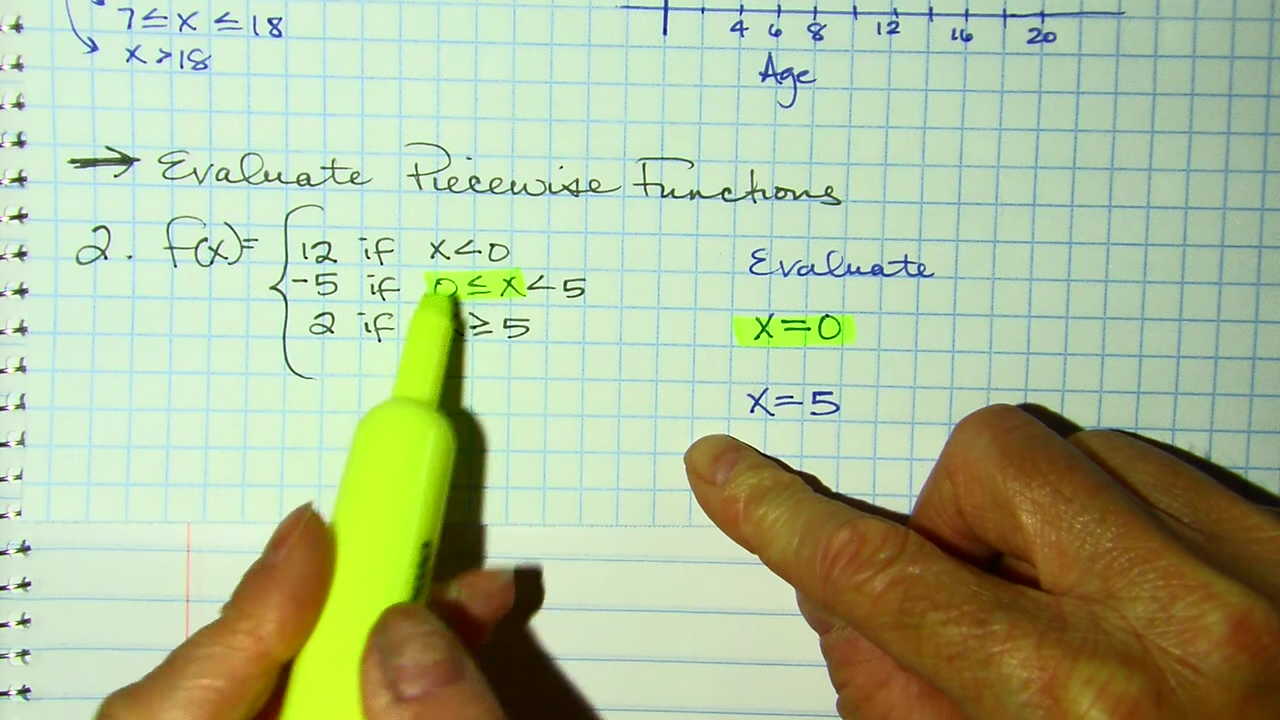 7≤x≤18
x>18
4 6 8 12 16 20
Age
→ Evaluate Piecewise Functions
2. f(x)= { 12 if x<0
-5 if 0≤x<5
2 if ≥5
Evaluate
x=0
x=5